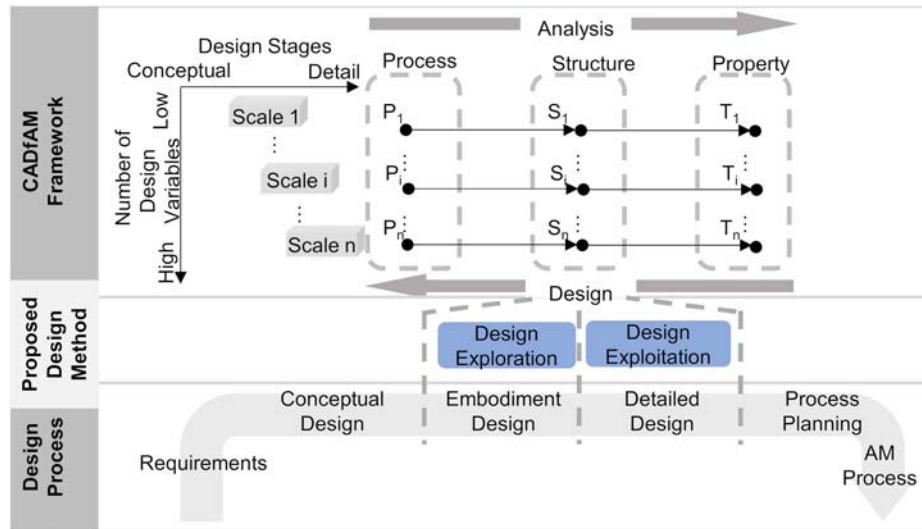 CADfAM
Framework
Analysis
Design Stages
Conceptual
Detail
Number of
Design
Variables
Low
High
Scale 1
⋮
Scale i
⋮
Scale n
Process
Structure
Property
P1
S1
T1
⋮
⋮
⋮
Pi
Si
Ti
⋮
⋮
⋮
Pn
Sn
Tn
Design
Proposed
Design
Method
Design
Exploration
Design
Exploitation
Design
Process
Requirements
Conceptual
Design
Embodiment
Design
Detailed
Design
Process
Planning
AM
Process